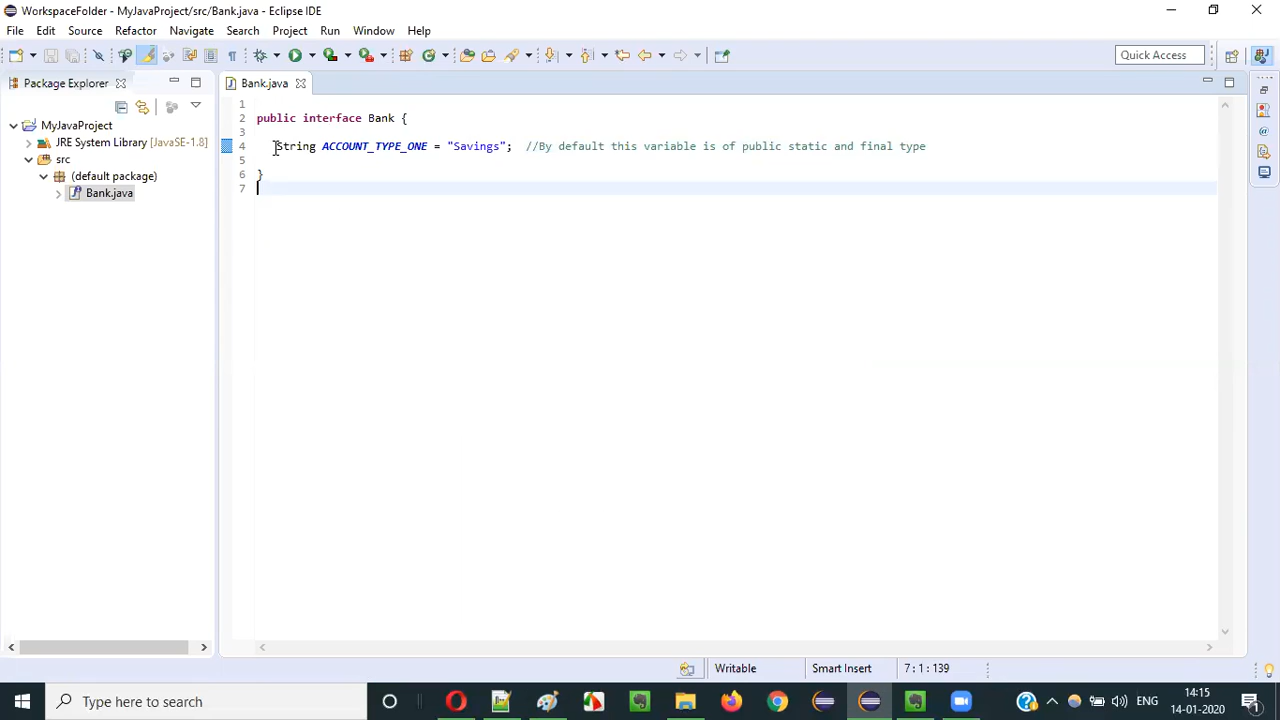 WorkspaceFolder - MyJavaProject/src/Bank.java - Eclipse IDE
File Edit Source Refactor Navigate Search Project Run Window Help
Quick Access
Package Explorer
Bank.java
MyJavaProject
JRE System Library [JavaSE-1.8]
src
(default package)
Bank.java
1
2 public interface Bank {
3
4 String ACCOUNT_TYPE_ONE = "Savings"; //By default this variable is of public static and final type
5
6 }
7
Writable Smart Insert 7 : 1 : 139
Type here to search
ENG
14:15
14-01-2020
1